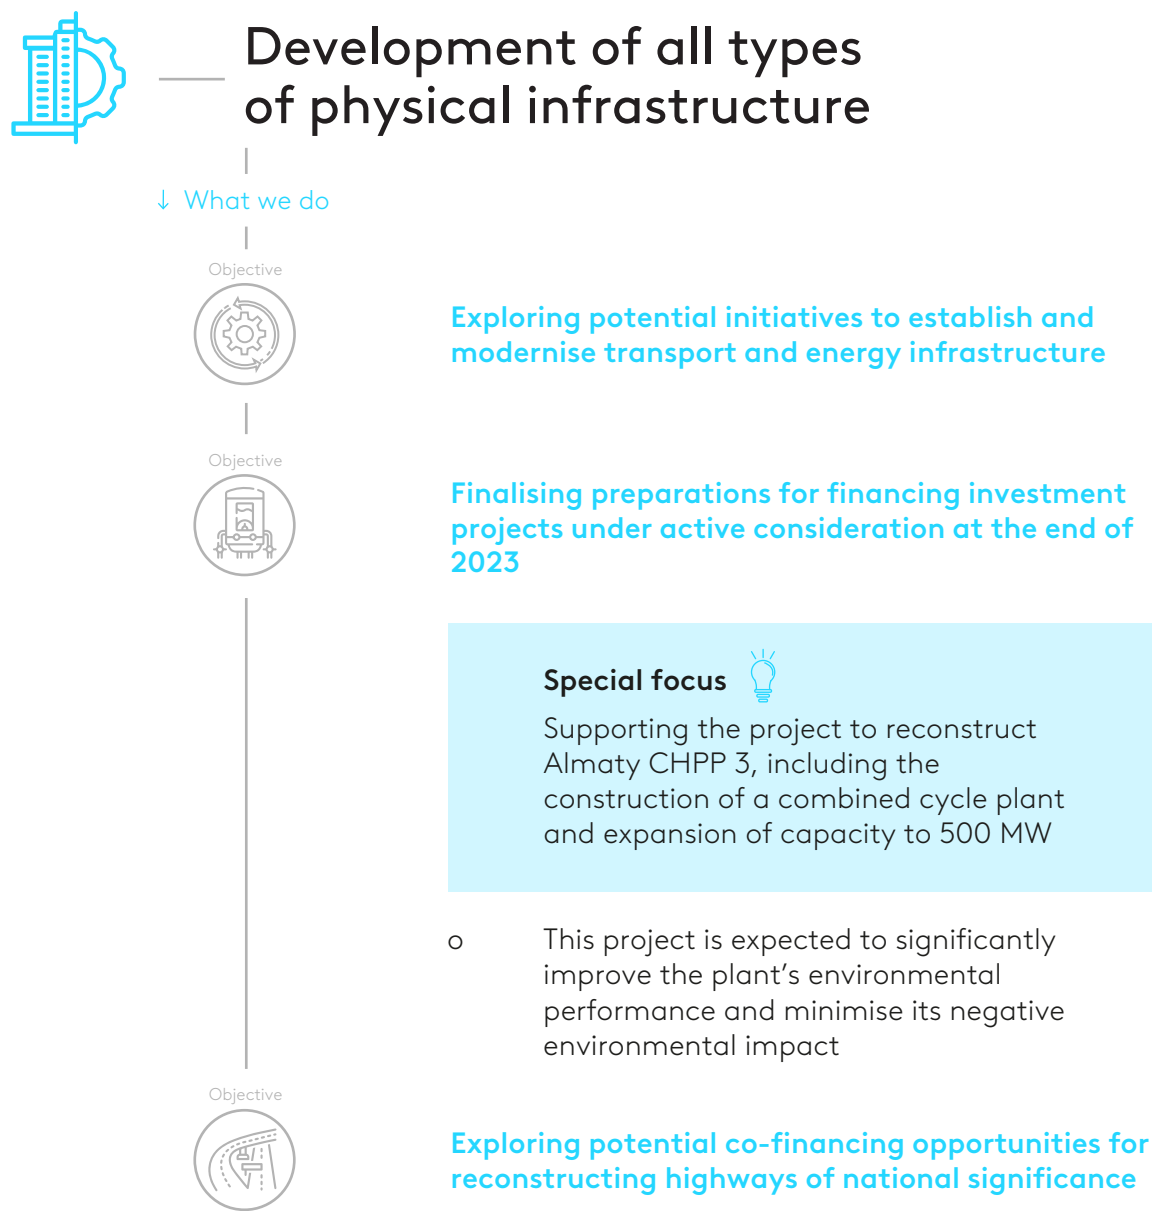 Development of all types
of physical infrastructure
↓ What we do
Objective
Exploring potential initiatives to establish and
modernise transport and energy infrastructure
Objective
Finalising preparations for financing investment
projects under active consideration at the end of
2023
Special focus
Supporting the project to reconstruct
Almaty CHPP 3, including the
construction of a combined cycle plant
and expansion of capacity to 500 MW
o This project is expected to significantly
improve the plant’s environmental
performance and minimise its negative
environmental impact
Objective
Exploring potential co-financing opportunities for
reconstructing highways of national significance